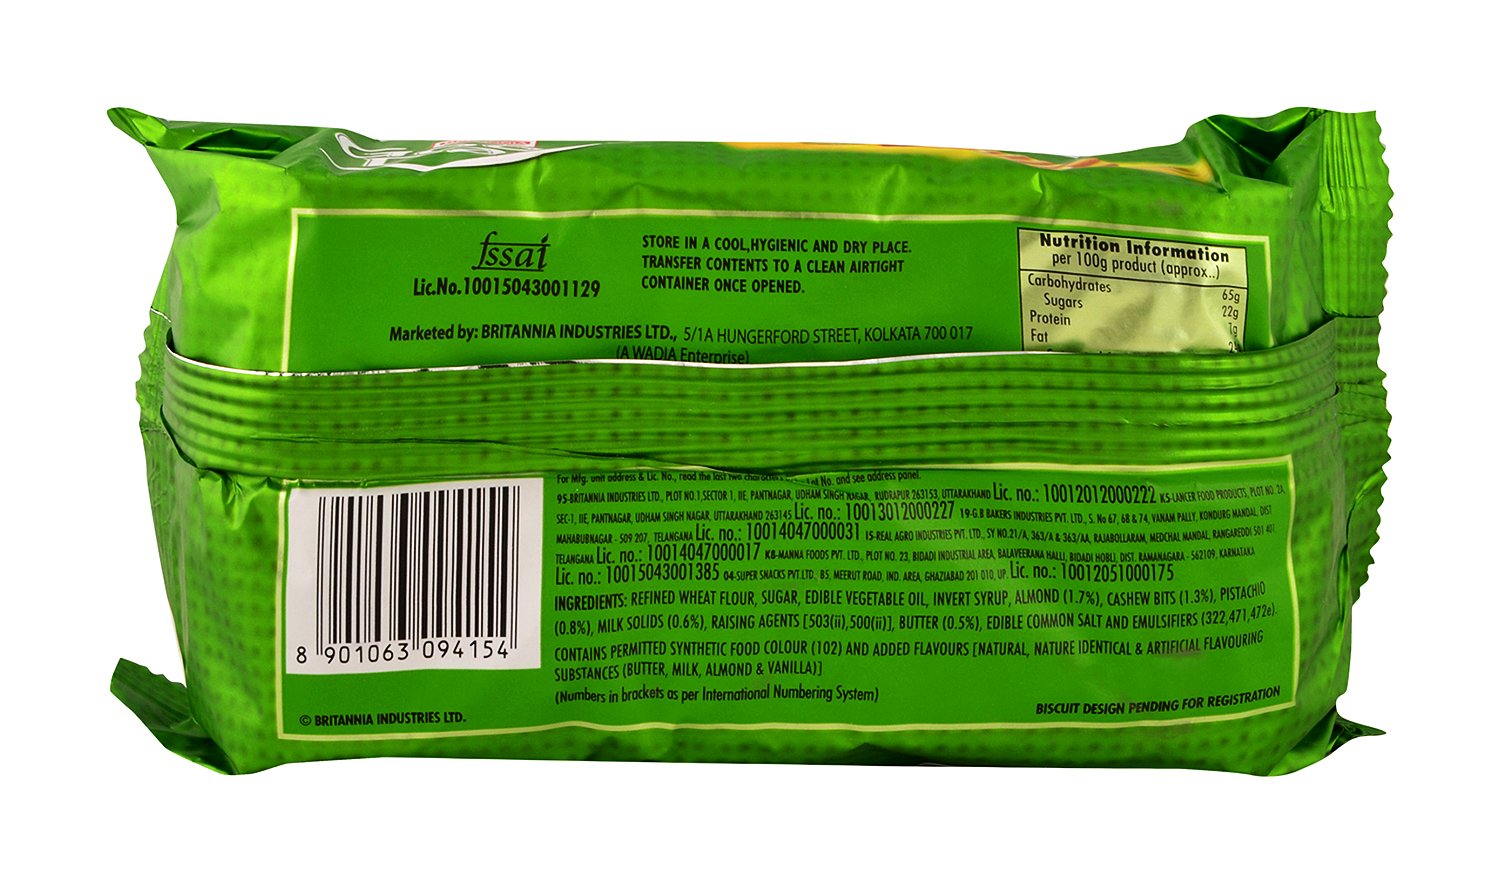 fssai
Lic.No.10015043001129
STORE IN A COOL,HYGIENIC AND DRY PLACE.
TRANSFER CONTENTS TO A CLEAN AIRTIGHT
CONTAINER ONCE OPENED.
Marketed by: BRITANNIA INDUSTRIES LTD., 5/1A HUNGERFORD STREET, KOLKATA 700 017
(A WADIA Enterprise)
Nutrition Information
per 100g product (approx..)
Carbohydrates 65g
Sugars 22g
Protein
Fat
For Mfg. unit address & Lic. No., read the last two characters Lot No. and see address panel.
95-BRITANNIA INDUSTRIES LTD., PLOT NO.1,SECTOR 1, IIE, PANTNAGAR, UDHAM SINGH NAGAR, RUDRAPUR 263153, UTTARAKHAND Lic. no.: 10012012000222 K5-LANCER FOOD PRODUCTS, PLOT NO. 2A,
SEC-1, IIE, PANTNAGAR, UDHAM SINGH NAGAR, UTTARAKHAND 263145 Lic. no.: 10013012000227 19-G.B BAKERS INDUSTRIES PVT. LTD., S. No 67, 68 & 74, VANAM PALLY, KONDURG MANDAL, DIST
MAHABUBNAGAR - 509 207, TELANGANA Lic. no.: 10014047000031 15-REAL AGRO INDUSTRIES PVT. LTD., SY NO.21/A, 363/A & 363/AA, RAJABOLLARAM, MEDCHAL MANDAL, RANGAREDDI 501 401,
TELANGANA Lic. no.: 10014047000017 K8-MANNA FOODS PVT. LTD., PLOT NO. 23, BIDADI INDUSTRIAL AREA, BALAVEERANA HALLI, BIDADI HOBLI, DIST. RAMANAGARA - 562109, KARNATAKA
Lic. no.: 10015043001385 04-SUPER SNACKS PVT.LTD., B5, MEERUT ROAD, IND. AREA, GHAZIABAD 201 010, UP. Lic. no.: 10012051000175
INGREDIENTS: REFINED WHEAT FLOUR, SUGAR, EDIBLE VEGETABLE OIL, INVERT SYRUP, ALMOND (1.7%), CASHEW BITS (1.3%), PISTACHIO
(0.8%), MILK SOLIDS (0.6%), RAISING AGENTS [503(ii),500(ii)], BUTTER (0.5%), EDIBLE COMMON SALT AND EMULSIFIERS (322,471,472e).
CONTAINS PERMITTED SYNTHETIC FOOD COLOUR (102) AND ADDED FLAVOURS [NATURAL, NATURE IDENTICAL & ARTIFICIAL FLAVOURING
SUBSTANCES (BUTTER, MILK, ALMOND & VANILLA)]
(Numbers in brackets as per International Numbering System)
8 901063 094154
© BRITANNIA INDUSTRIES LTD.
BISCUIT DESIGN PENDING FOR REGISTRATION